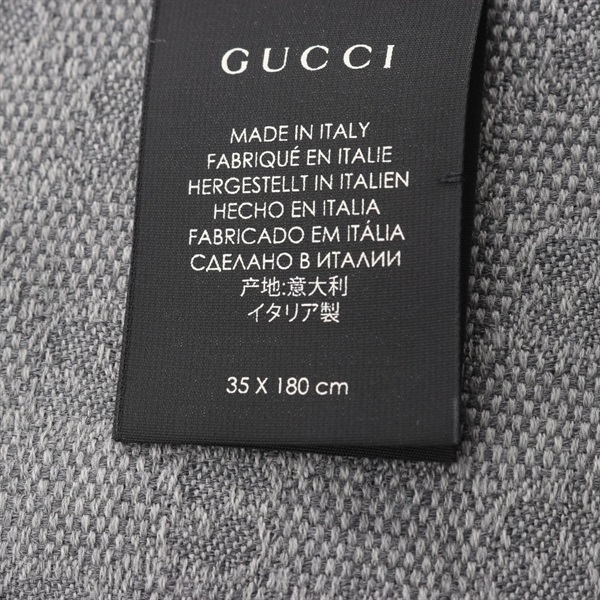 GUCCI
MADE IN ITALY
FABRIQUÉ EN ITALIE
HERGESTELLT IN ITALIEN
HECHO EN ITALIA
FABRICADO EM ITÁLIA
СДЕЛАНО В ИТАЛИИ
产地:意大利
イタリア製
35 X 180 cm